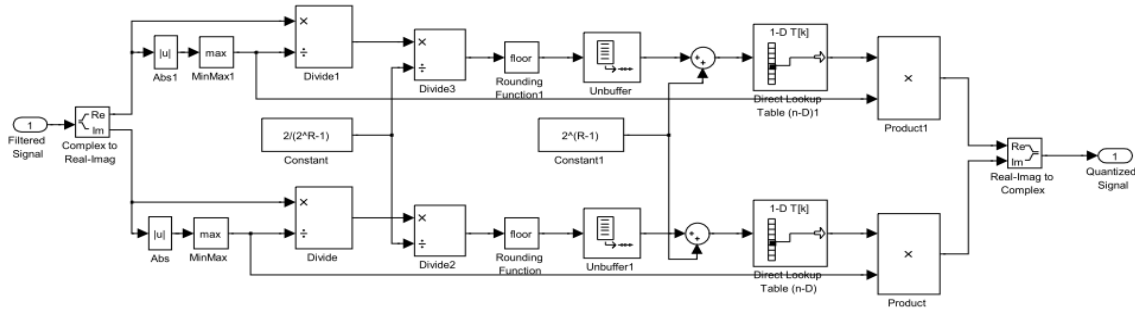 1
Filtered
Signal
Re
Im
Complex to
Real-Imag
|u|
Abs1
max
MinMax1
×
÷
Divide1
×
÷
Divide3
floor
Rounding
Function1
Unbuffer
+
+
1-D T[k]
Direct Lookup
Table (n-D)1
×
Product1
2/(2^R-1)
Constant
2^(R-1)
Constant1
|u|
Abs
max
MinMax
×
÷
Divide
×
÷
Divide2
floor
Rounding
Function
Unbuffer1
+
+
1-D T[k]
Direct Lookup
Table (n-D)
×
Product
Re
Im
Real-Imag to
Complex
1
Quantized
Signal